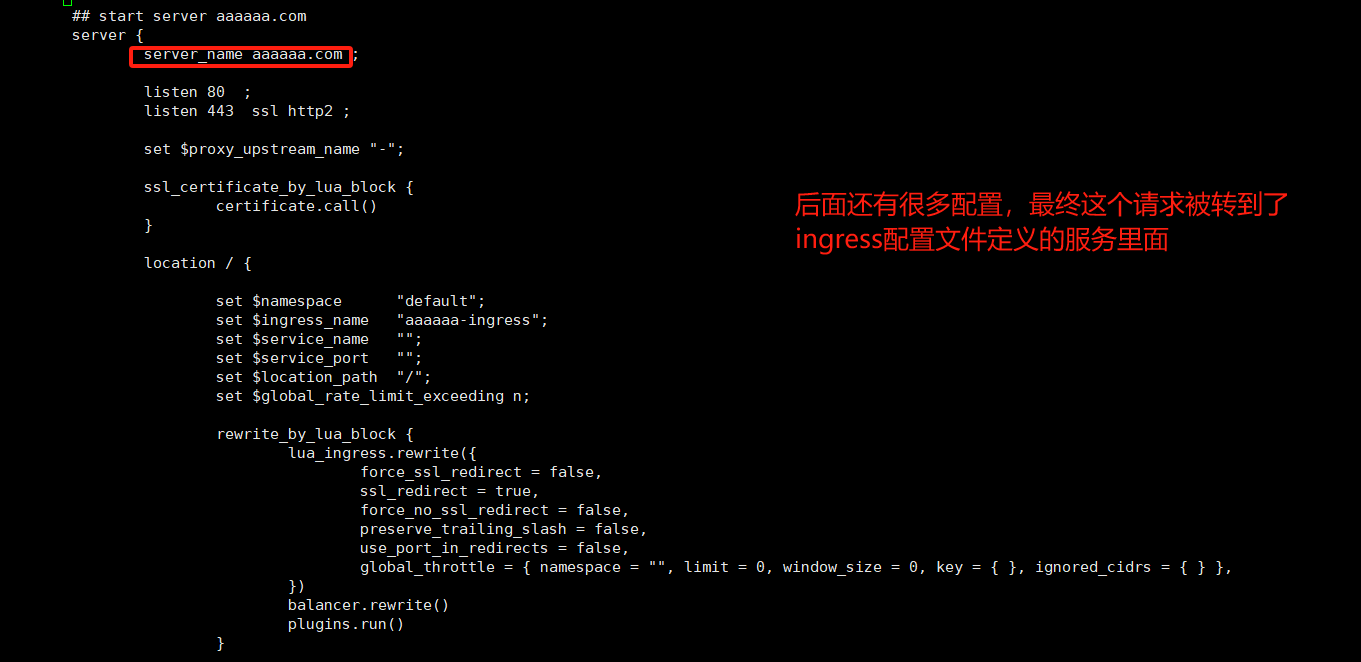 ## start server aaaaaa.com
server {
server_name aaaaaa.com ;
listen 80  ;
listen 443  ssl http2 ;
set $proxy_upstream_name "-";
ssl_certificate_by_lua_block {
certificate.call()
}
后面还有很多配置，最终这个请求被转到了
ingress配置文件定义的服务里面
location / {
set $namespace      "default";
set $ingress_name   "aaaaaa-ingress";
set $service_name   "";
set $service_port   "";
set $location_path  "/";
set $global_rate_limit_exceeding n;
rewrite_by_lua_block {
lua_ingress.rewrite({
force_ssl_redirect = false,
ssl_redirect = true,
force_no_ssl_redirect = false,
preserve_trailing_slash = false,
use_port_in_redirects = false,
global_throttle = { namespace = "", limit = 0, window_size = 0, key = { }, ignored_cidrs = { } },
})
balancer.rewrite()
plugins.run()
}